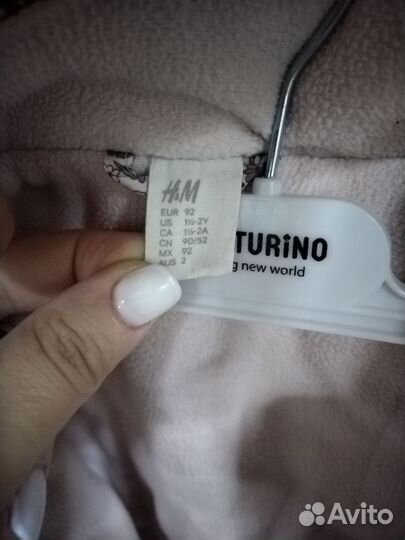 H&M
EUR 92
US 1½-2Y
CA 1½-2A
CN 90/52
MX 92
AUS 2
TURiNO
g new world
Avito